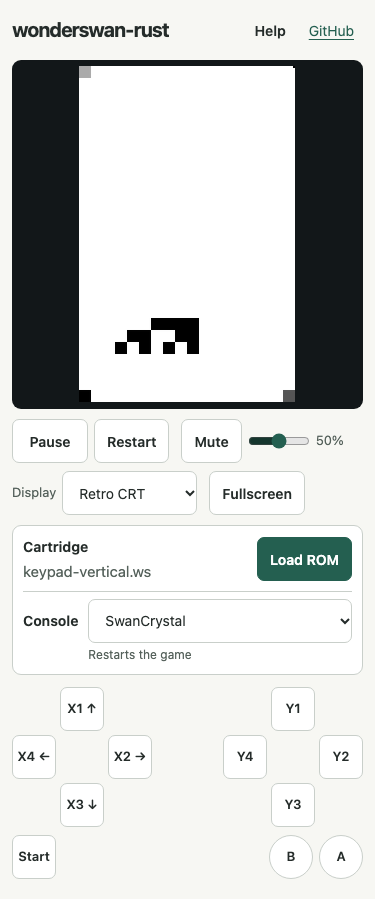 wonderswan-rust
Help
GitHub
Pause
Restart
Mute
50%
Display
Retro CRT
Fullscreen
Cartridge
keypad-vertical.ws
Load ROM
Console
SwanCrystal
Restarts the game
X1 ↑
Y1
X4 ←
X2 →
Y4
Y2
X3 ↓
Y3
Start
B
A